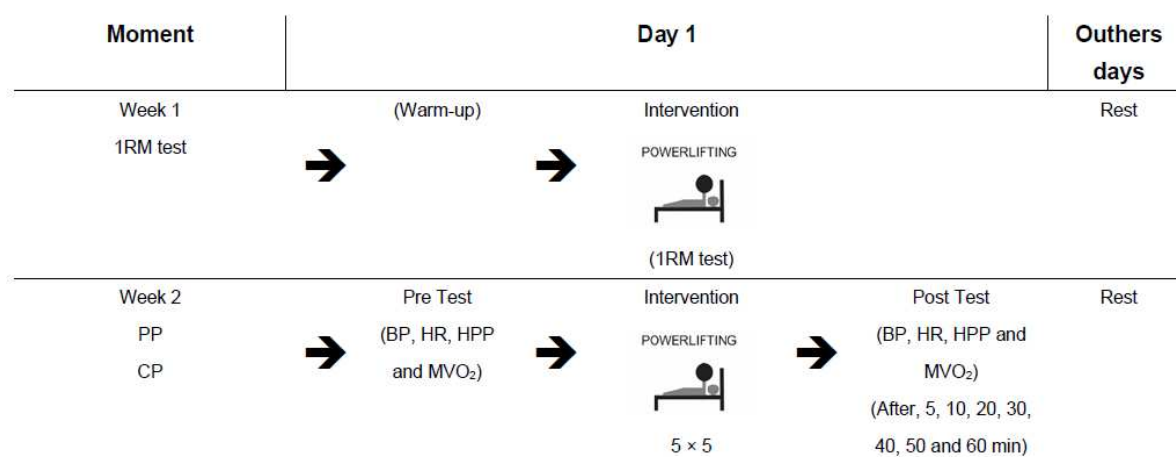 Moment Day 1 Outhers days
Week 1 (Warm-up) Intervention Rest
1RM test
POWERLIFTING
(1RM test)
Week 2 Pre Test Intervention Post Test Rest
PP (BP, HR, HPP POWERLIFTING (BP, HR, HPP and
CP and MVO₂) MVO₂)
(After, 5, 10, 20, 30,
5 × 5 40, 50 and 60 min)